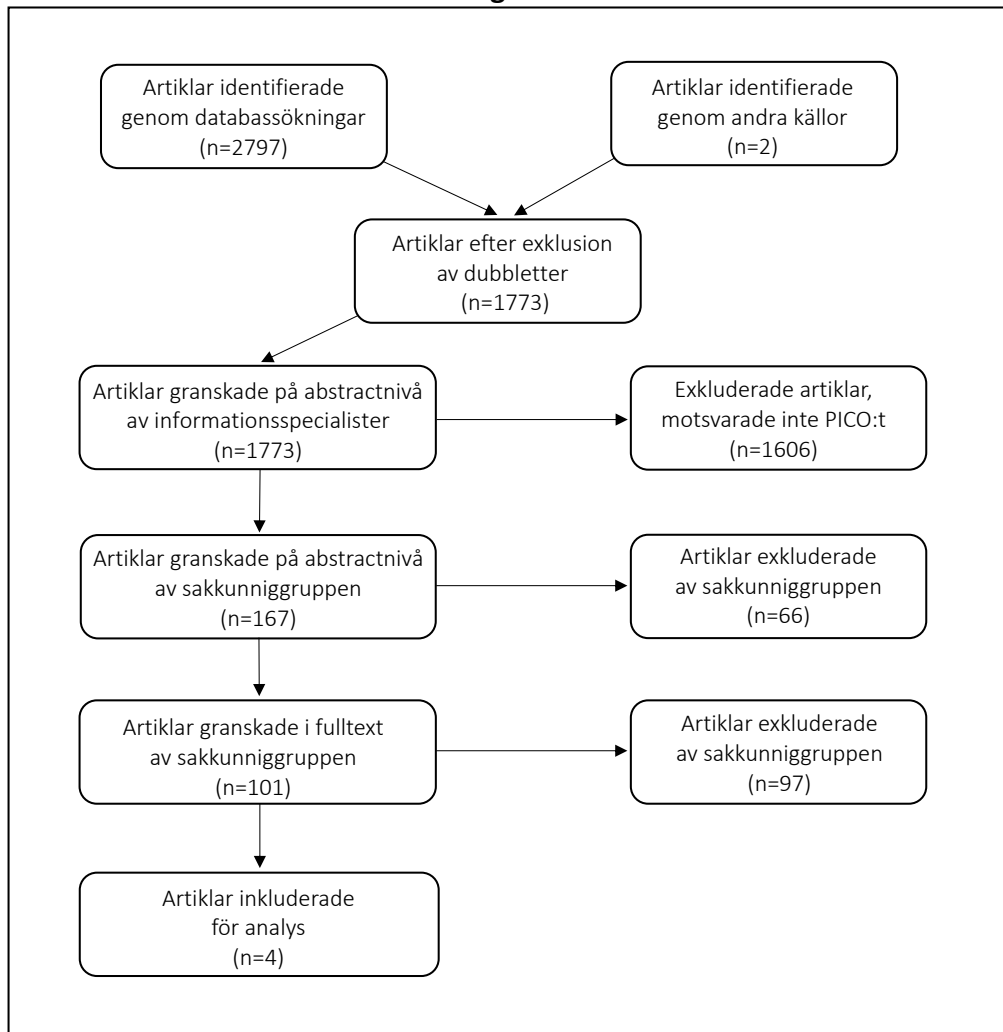 Artiklar identifierade
genom databassökningar
(n=2797)
Artiklar identifierade
genom andra källor
(n=2)
Artiklar efter exklusion
av dubbletter
(n=1773)
Artiklar granskade på abstractnivå
av informationsspecialister
(n=1773)
Exkluderade artiklar,
motsvarade inte PICO:t
(n=1606)
Artiklar granskade på abstractnivå
av sakkunniggruppen
(n=167)
Artiklar exkluderade
av sakkunniggruppen
(n=66)
Artiklar granskade i fulltext
av sakkunniggruppen
(n=101)
Artiklar exkluderade
av sakkunniggruppen
(n=97)
Artiklar inkluderade
för analys
(n=4)